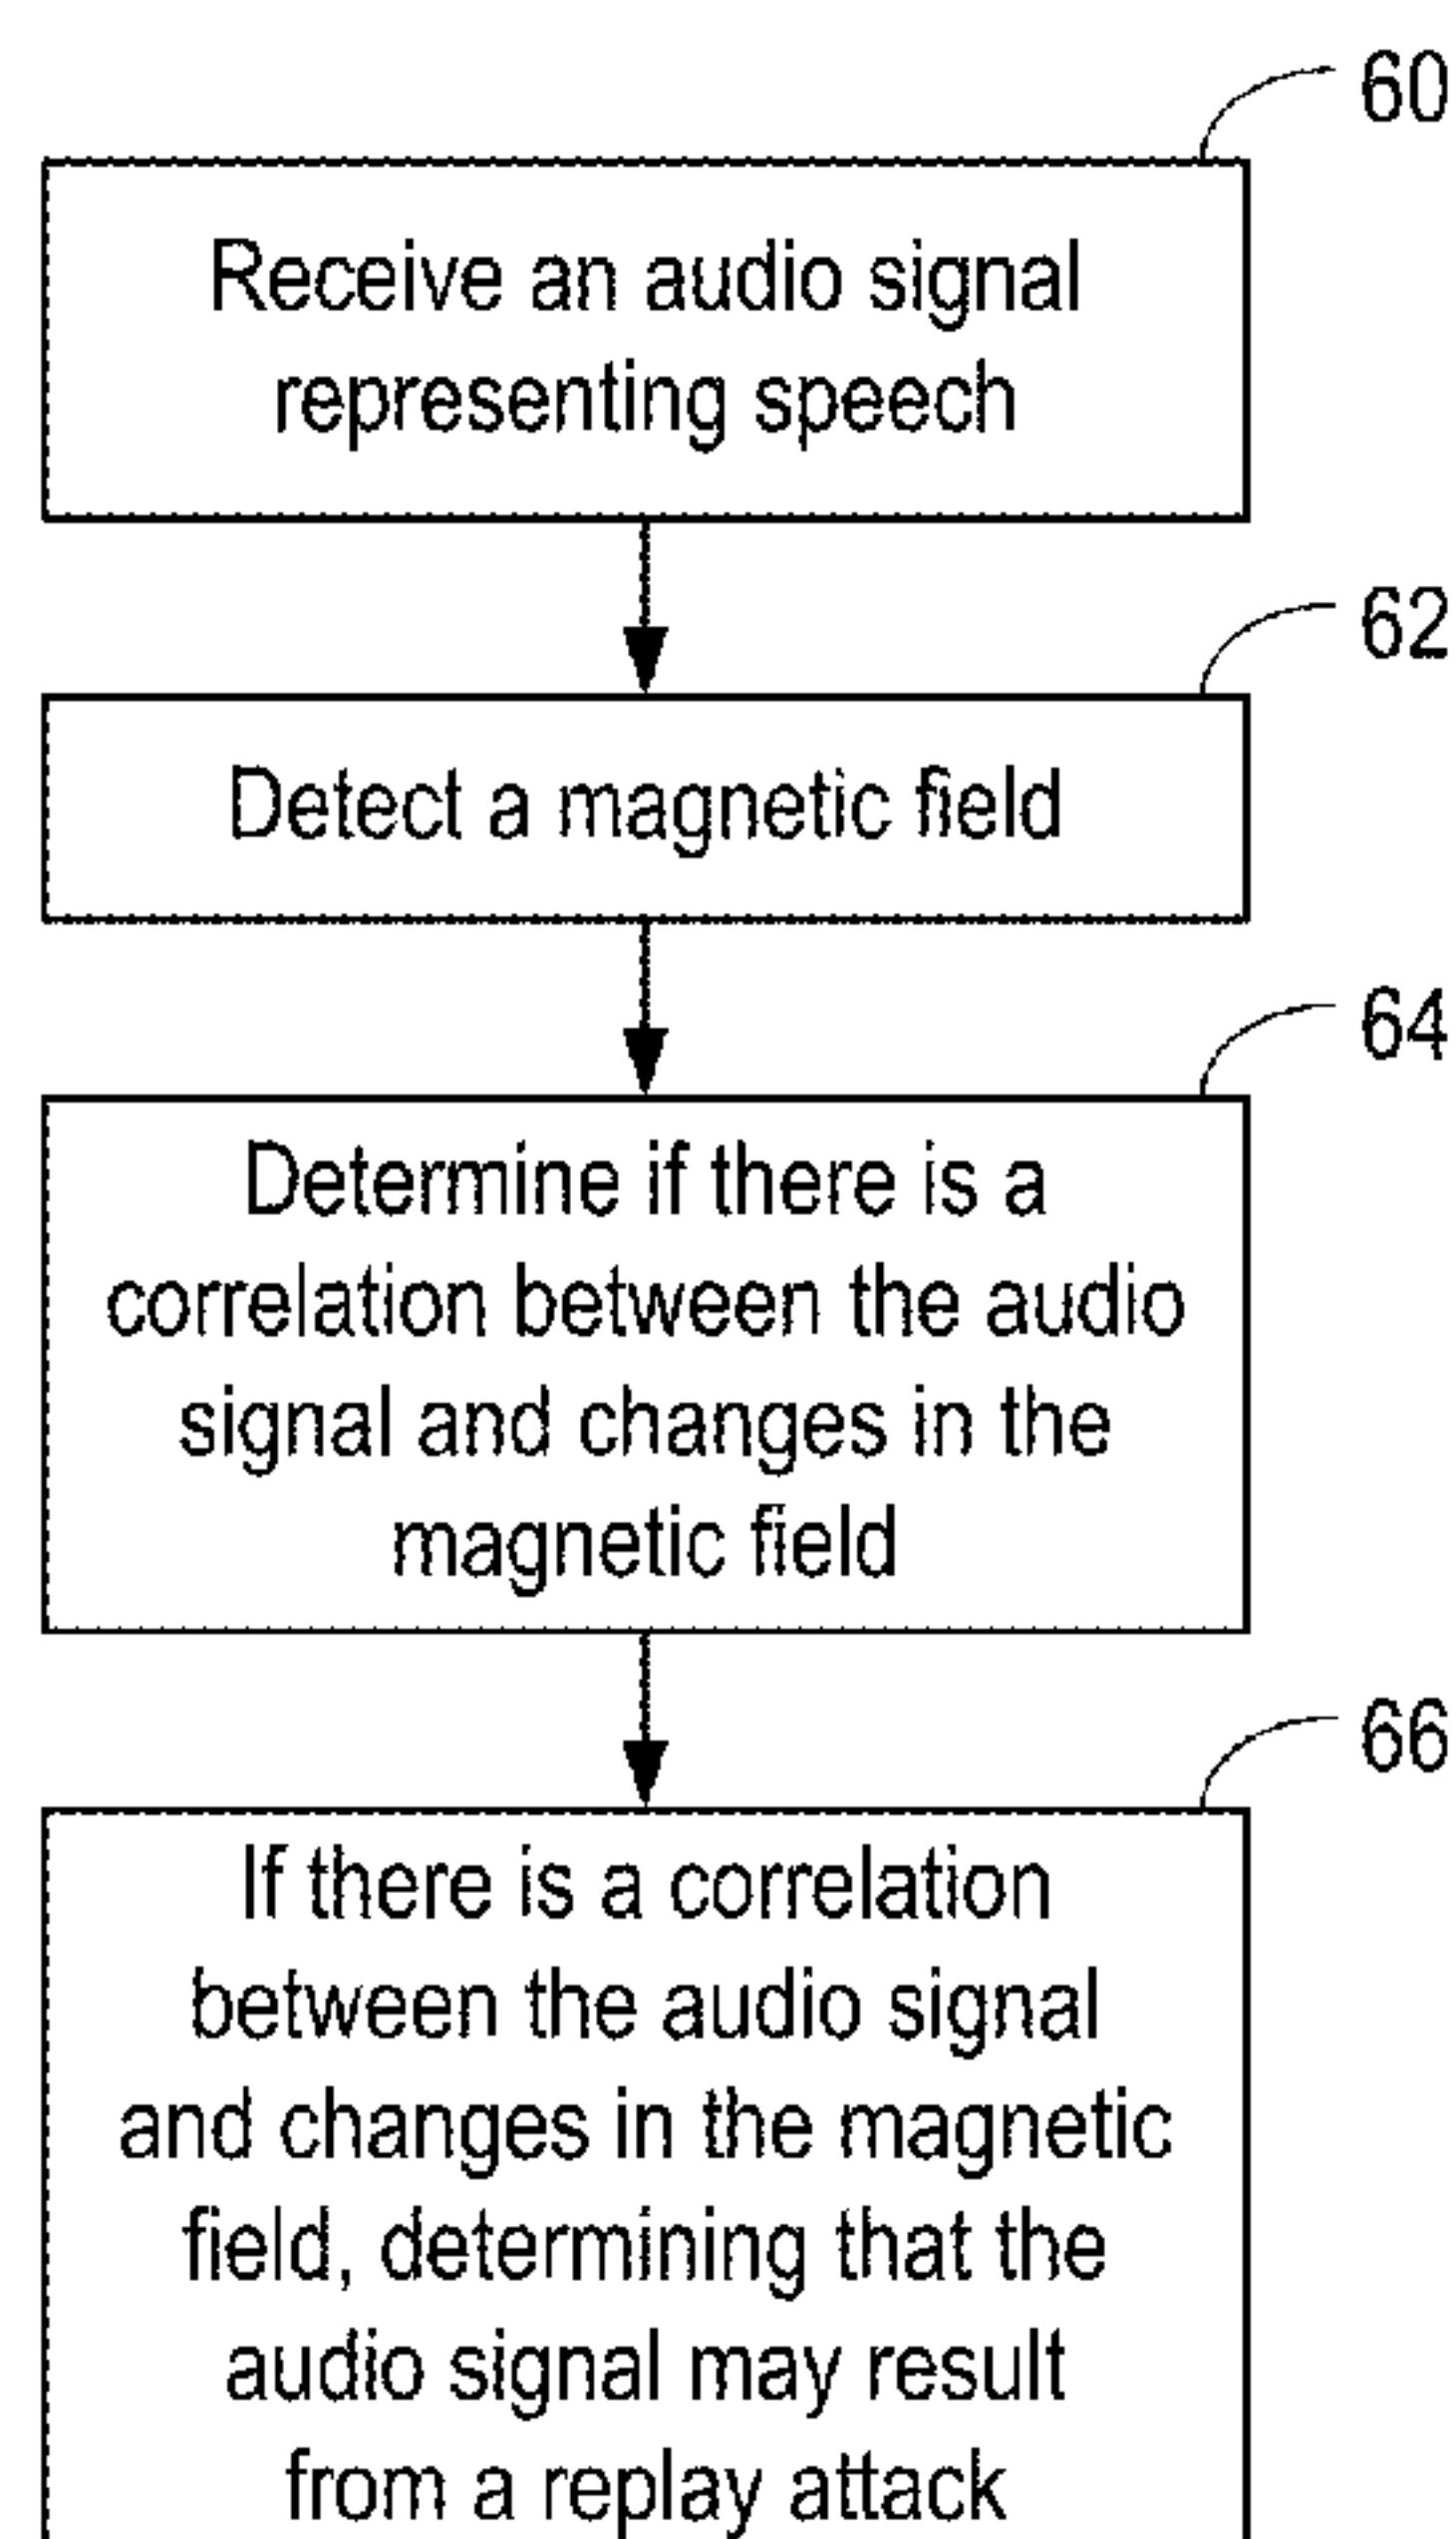 60
Receive an audio signal
representing speech
62
Detect a magnetic field
64
Determine if there is a
correlation between the audio
signal and changes in the
magnetic field
66
If there is a correlation
between the audio signal
and changes in the magnetic
field, determining that the
audio signal may result
from a replay attack